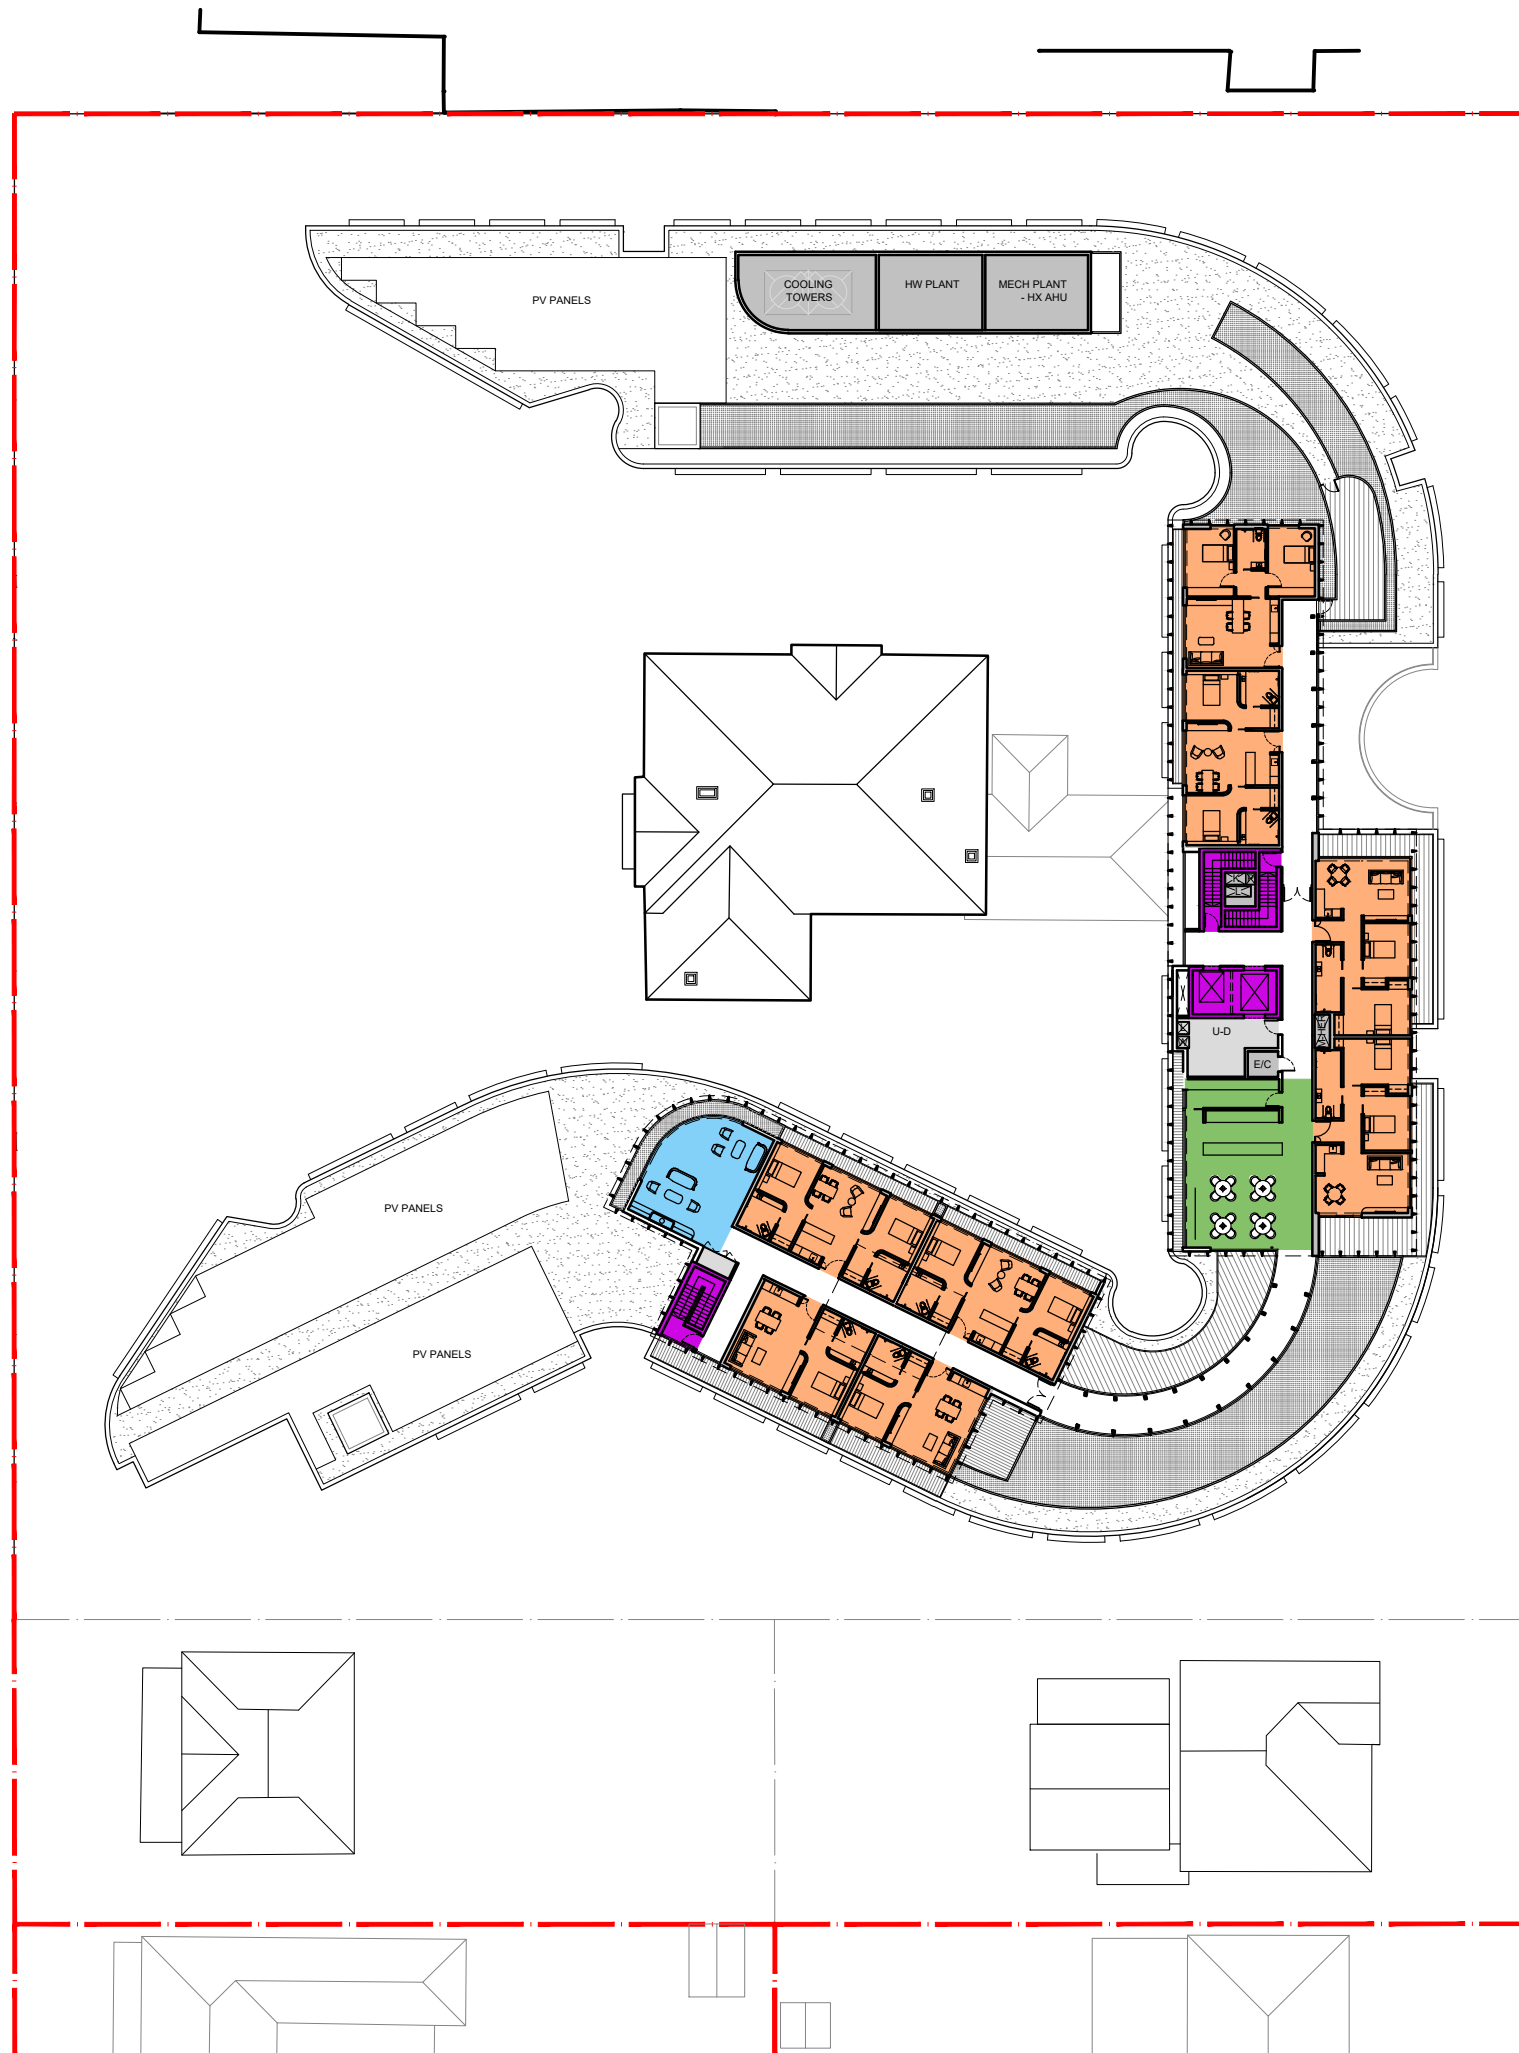 COOLING
TOWERS
HW PLANT
MECH PLANT
- HX AHU
PV PANELS
U-D
E/C
PV PANELS
PV PANELS